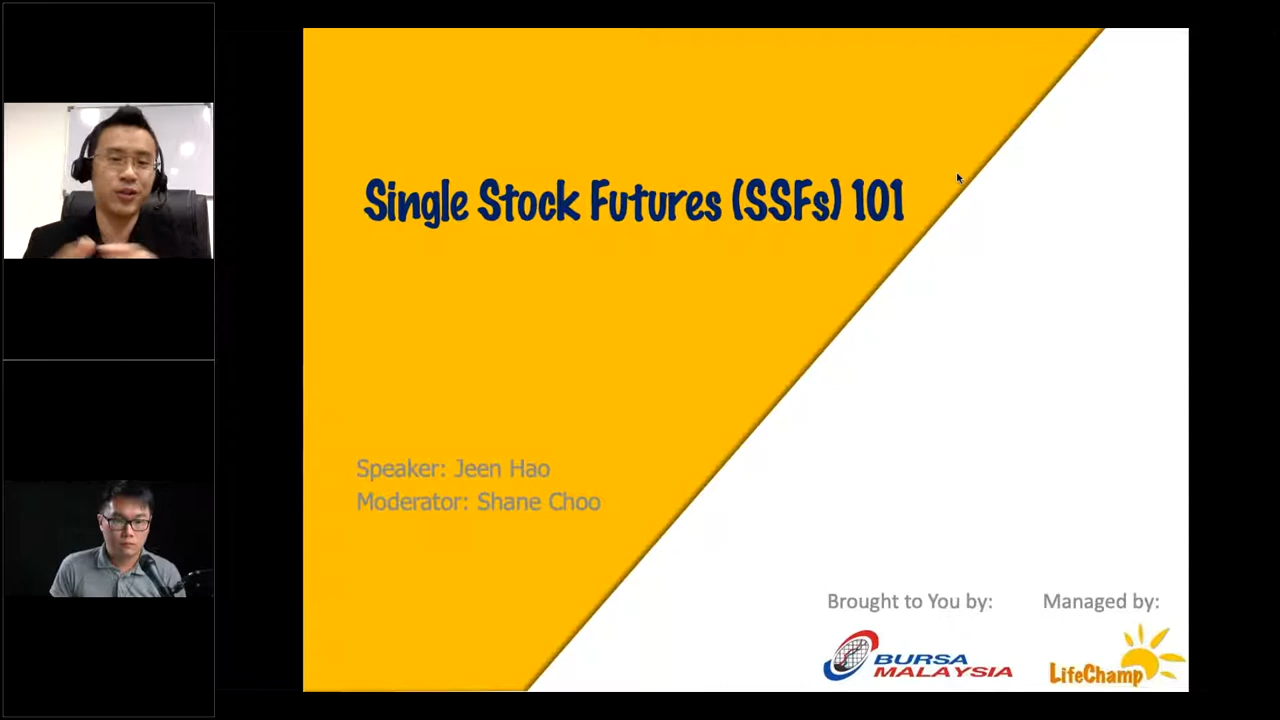 Single Stock Futures (SSFs) 101
Speaker: Jeen Hao
Moderator: Shane Choo
Brought to You by:
Managed by:
BURSA
MALAYSIA
LifeChamp